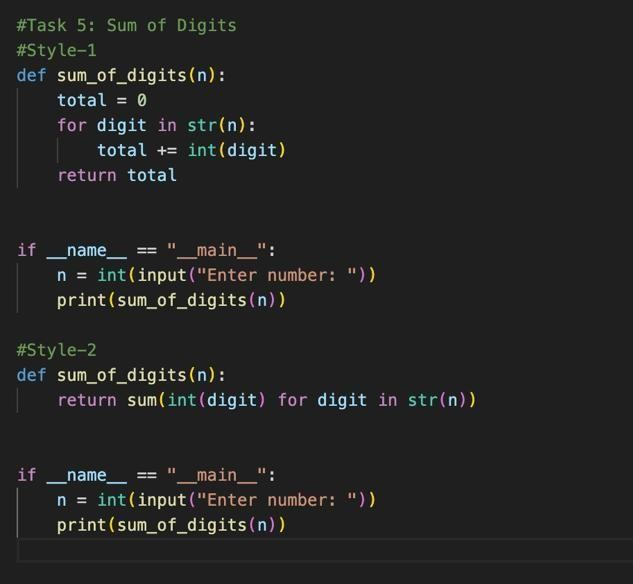 #Task 5: Sum of Digits
#Style-1
def sum_of_digits(n):
    total = 0
    for digit in str(n):
        total += int(digit)
    return total
if __name__ == "__main__":
    n = int(input("Enter number: "))
    print(sum_of_digits(n))
#Style-2
def sum_of_digits(n):
    return sum(int(digit) for digit in str(n))
if __name__ == "__main__":
    n = int(input("Enter number: "))
    print(sum_of_digits(n))